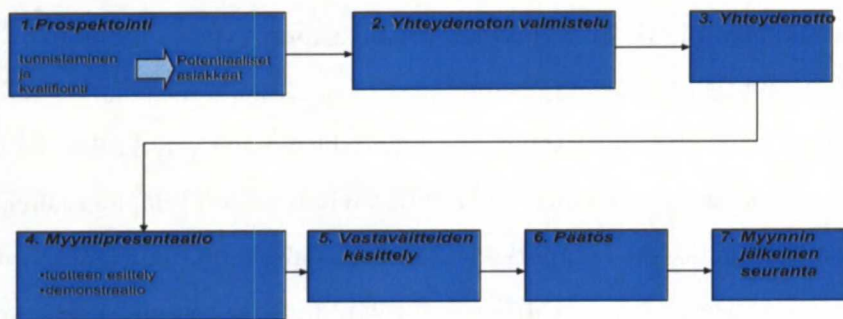 1.Prospektointi
tunnistaminen
ja
kvalifiointi
Potentiaaliset
asiakkaat
2. Yhteydenoton valmistelu
3. Yhteydenotto
4. Myyntipresentaatio
•tuotteen esittely
•demonstraatio
5. Vastaväitteiden
käsittely
6. Päätös
7. Myynnin
jälkeinen
seuranta